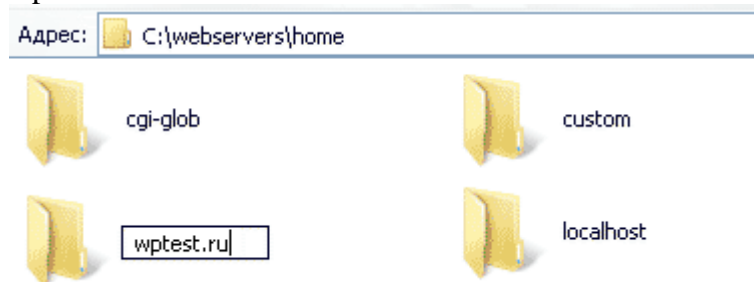 Адрес: C:\webservers\home
cgi-glob custom
wptest.ru localhost